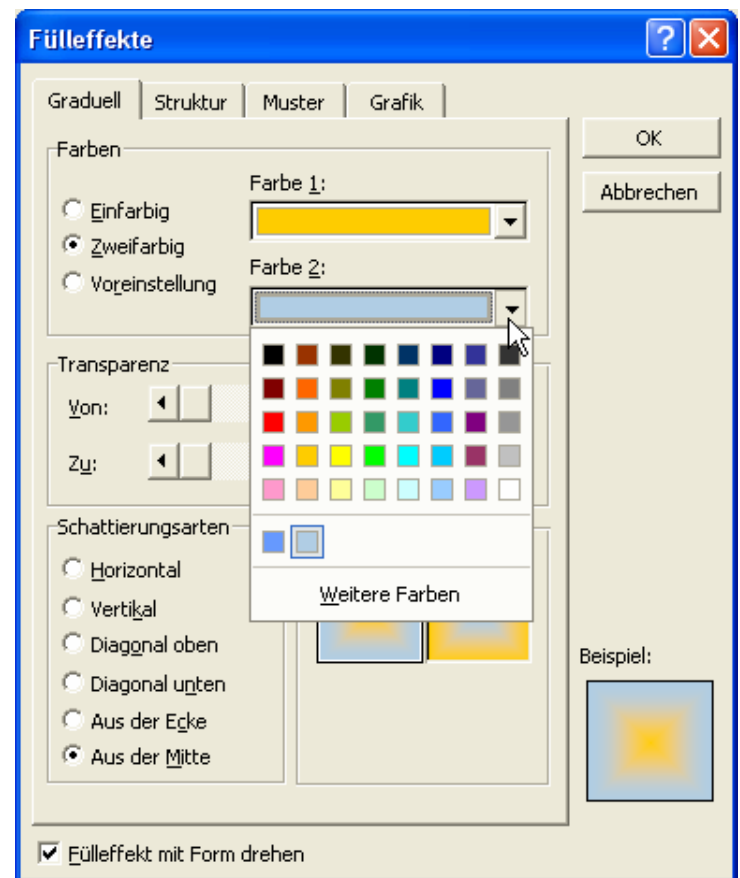 Fülleffekte
Graduell Struktur Muster Grafik
OK
Abbrechen
Farben
Einfarbig
Zweifarbig
Voreinstellung
Farbe 1:
Farbe 2:
Transparenz
Von:
Zu:
Weitere Farben
Schattierungsarten
Horizontal
Vertikal
Diagonal oben
Diagonal unten
Aus der Ecke
Aus der Mitte
Beispiel:
Fülleffekt mit Form drehen